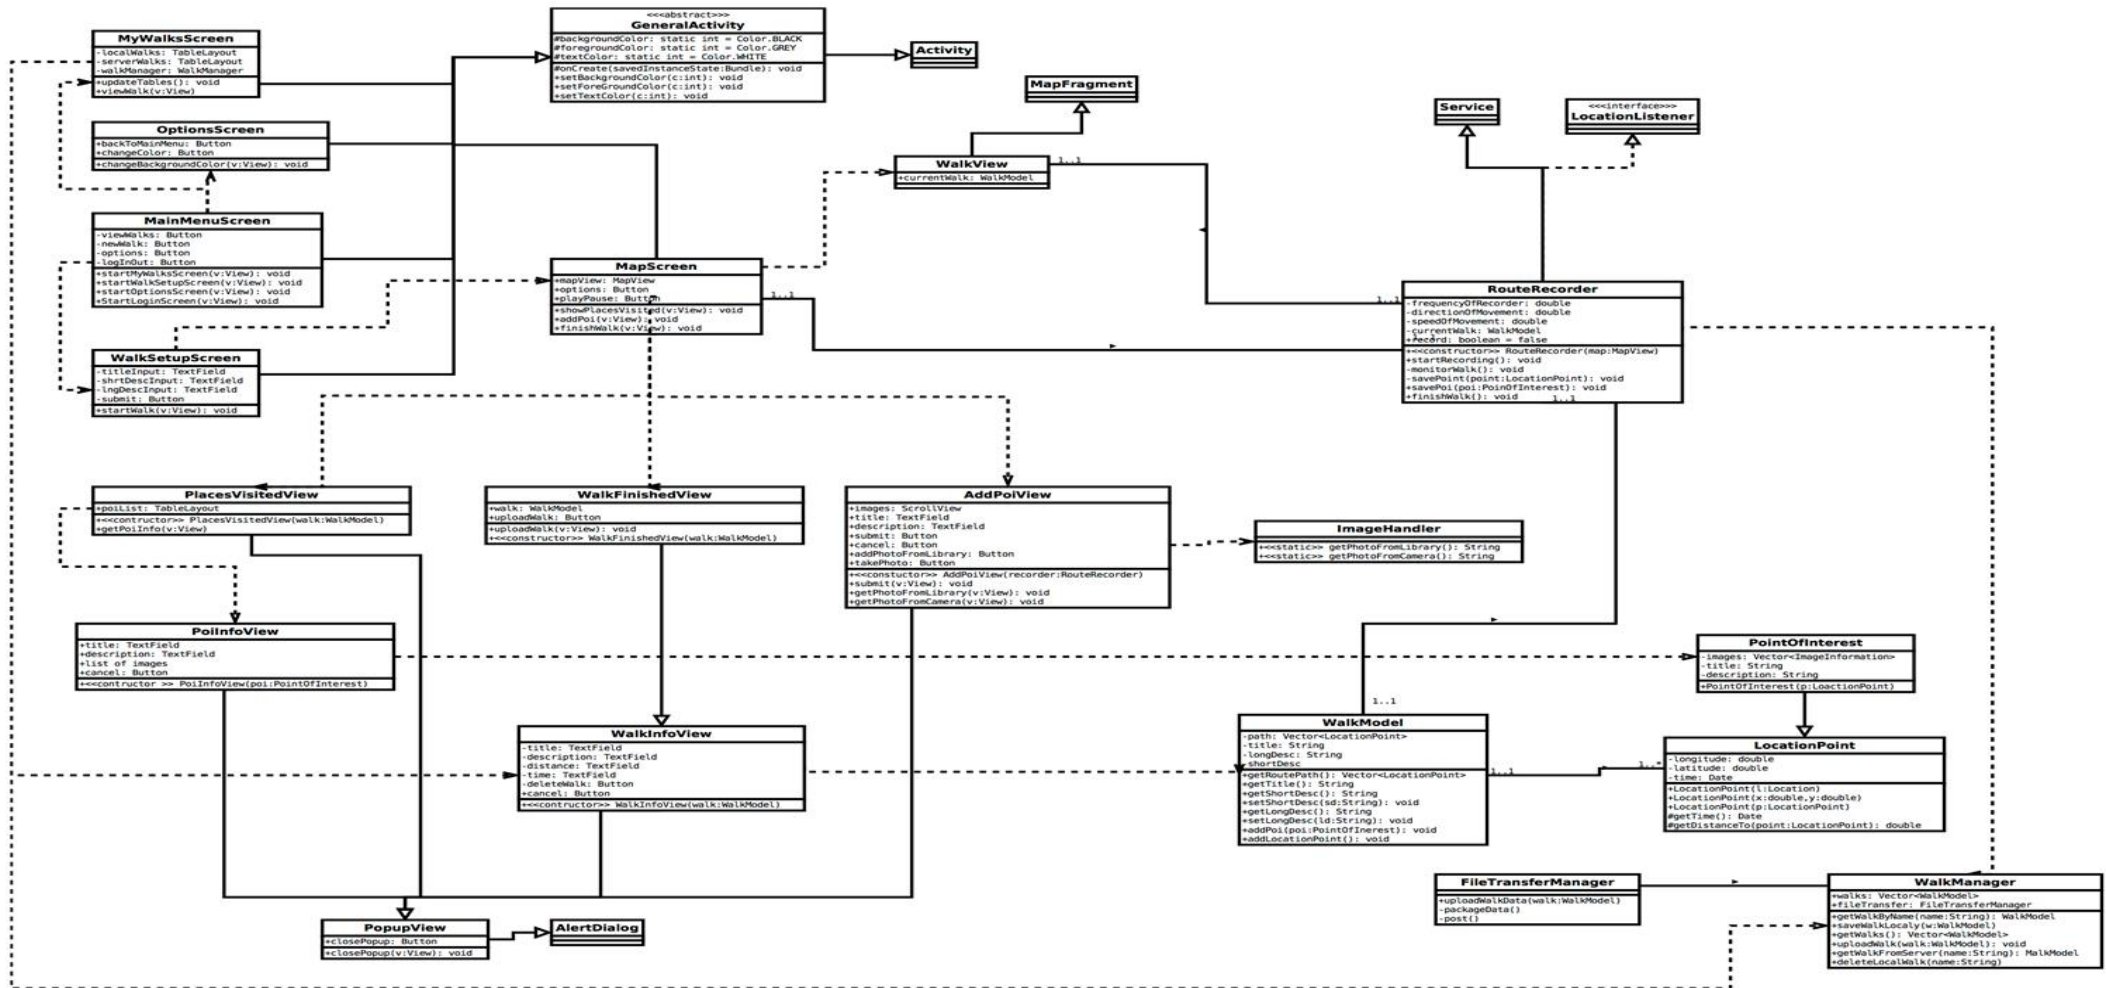 MyWalksScreen
-localWalks: TableLayout
-serverWalks: TableLayout
-walkManager: WalkManager
+updateTables(): void
+viewWalk(v:View)
<<<abstract>>>
GeneralActivity
#backgroundColor: static int = Color.BLACK
#foregroundColor: static int = Color.GREY
#textColor: static int = Color.WHITE
#onCreate(savedInstanceState:Bundle): void
+setBackgroundColor(c:int): void
+setForeGroundColor(c:int): void
+setTextColor(c:int): void
Activity
MapFragment
Service
<<<interface>>>
LocationListener
OptionsScreen
+backToMainMenu: Button
+changeColor: Button
+changeBackgroundColor(v:View): void
WalkView
+currentWalk: WalkModel
1..1
MainMenuScreen
-viewWalks: Button
-newWalk: Button
-options: Button
-logInOut: Button
+startMyWalksScreen(v:View): void
+startWalkSetupScreen(v:View): void
+startOptionsScreen(v:View): void
+StartLoginScreen(v:View): void
MapScreen
+mapView: MapView
+options: Button
+playPause: Button
+showPlacesVisited(v:View): void
+addPoi(v:View): void
+finishWalk(v:View): void
1..1
1..1
RouteRecorder
-frequencyOfRecorder: double
-directionOfMovement: double
-speedOfMovement: double
-currentWalk: WalkModel
+record: boolean = false
+<<constructor>> RouteRecorder(map:MapView)
+startRecording(): void
-monitorWalk(): void
-savePoint(point:LocationPoint): void
+savePoi(poi:PoinOfInterest): void
+finishWalk(): void
1..1
WalkSetupScreen
-titleInput: TextField
-shrtDescInput: TextField
-lngDescInput: TextField
-submit: Button
+startWalk(v:View): void
PlacesVisitedView
+poiList: TableLayout
+<<contructor>> PlacesVisitedView(walk:WalkModel)
+getPoiInfo(v:View)
WalkFinishedView
+walk: WalkModel
+uploadWalk: Button
+uploadWalk(v:View): void
+<<constructor>> WalkFinishedView(walk:WalkModel)
AddPoiView
+images: ScrollView
+title: TextField
+description: TextField
+submit: Button
+cancel: Button
+addPhotoFromLibrary: Button
+takePhoto: Button
+<<constuctor>> AddPoiView(recorder:RouteRecorder)
+submit(v:View): void
+getPhotoFromLibrary(v:View): void
+getPhotoFromCamera(v:View): void
ImageHandler
+<<static>> getPhotoFromLibrary(): String
+<<static>> getPhotoFromCamera(): String
PoiInfoView
+title: TextField
+description: TextField
+list of images
+cancel: Button
+<<contructor >> PoiInfoView(poi:PointOfInterest)
PointOfInterest
-images: Vector<ImageInformation>
-title: String
-description: String
+PointOfInterest(p:LoactionPoint)
WalkInfoView
-title: TextField
-description: TextField
-distance: TextField
-time: TextField
-deleteWalk: Button
+cancel: Button
+<<contructor>> WalkInfoView(walk:WalkModel)
1..1
WalkModel
-path: Vector<LocationPoint>
-title: String
-longDesc: String
-shortDesc
+getRoutePath(): Vector<LocationPoint>
+getTitle(): String
+getShortDesc(): String
+setShortDesc(sd:String): void
+getLongDesc(): String
+setLongDesc(ld:String): void
+addPoi(poi:PointOfInerest): void
+addLocationPoint(): void
1..1
1..*
LocationPoint
-longitude: double
-latitude: double
-time: Date
+LocationPoint(l:Location)
+LocationPoint(x:double,y:double)
+LocationPoint(p:LocationPoint)
#getTime(): Date
#getDistanceTo(point:LocationPoint): double
PopupView
+closePopup: Button
+closePopup(v:View): void
AlertDialog
FileTransferManager
+uploadWalkData(walk:WalkModel)
-packageData()
-post()
WalkManager
+walks: Vector<WalkModel>
+fileTransfer: FileTransferManager
+getWalkByName(name:String): WalkModel
+saveWalkLocaly(w:WalkModel)
+getWalks(): Vector<WalkModel>
+uploadWalk(walk:WalkModel): void
+getWalkFromServer(name:String): MalkModel
+deleteLocalWalk(name:String)